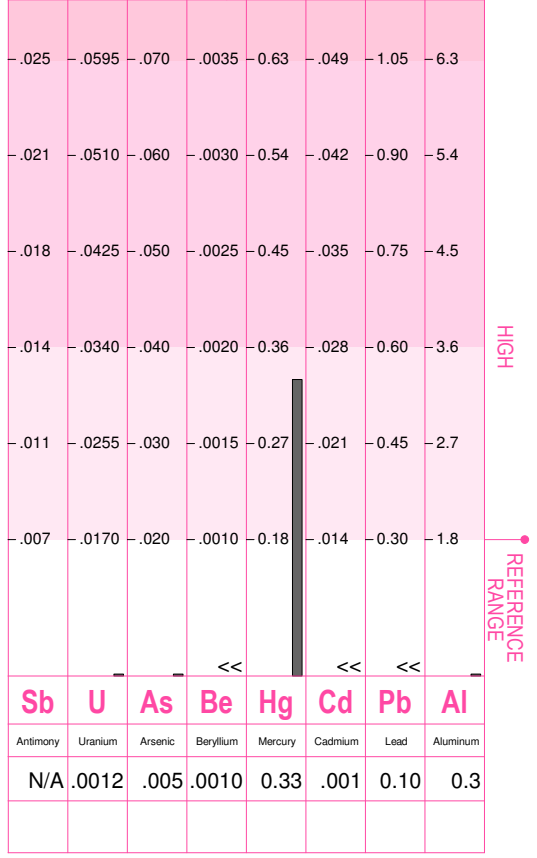 .025 .0595 .070 .0035 0.63 .049 1.05 6.3
.021 .0510 .060 .0030 0.54 .042 0.90 5.4
.018 .0425 .050 .0025 0.45 .035 0.75 4.5
.014 .0340 .040 .0020 0.36 .028 0.60 3.6
HIGH
.011 .0255 .030 .0015 0.27 .021 0.45 2.7
.007 .0170 .020 .0010 0.18 .014 0.30 1.8
REFERENCE
RANGE
<< << <<
Sb U As Be Hg Cd Pb Al
Antimony Uranium Arsenic Beryllium Mercury Cadmium Lead Aluminum
N/A .0012 .005 .0010 0.33 .001 0.10 0.3